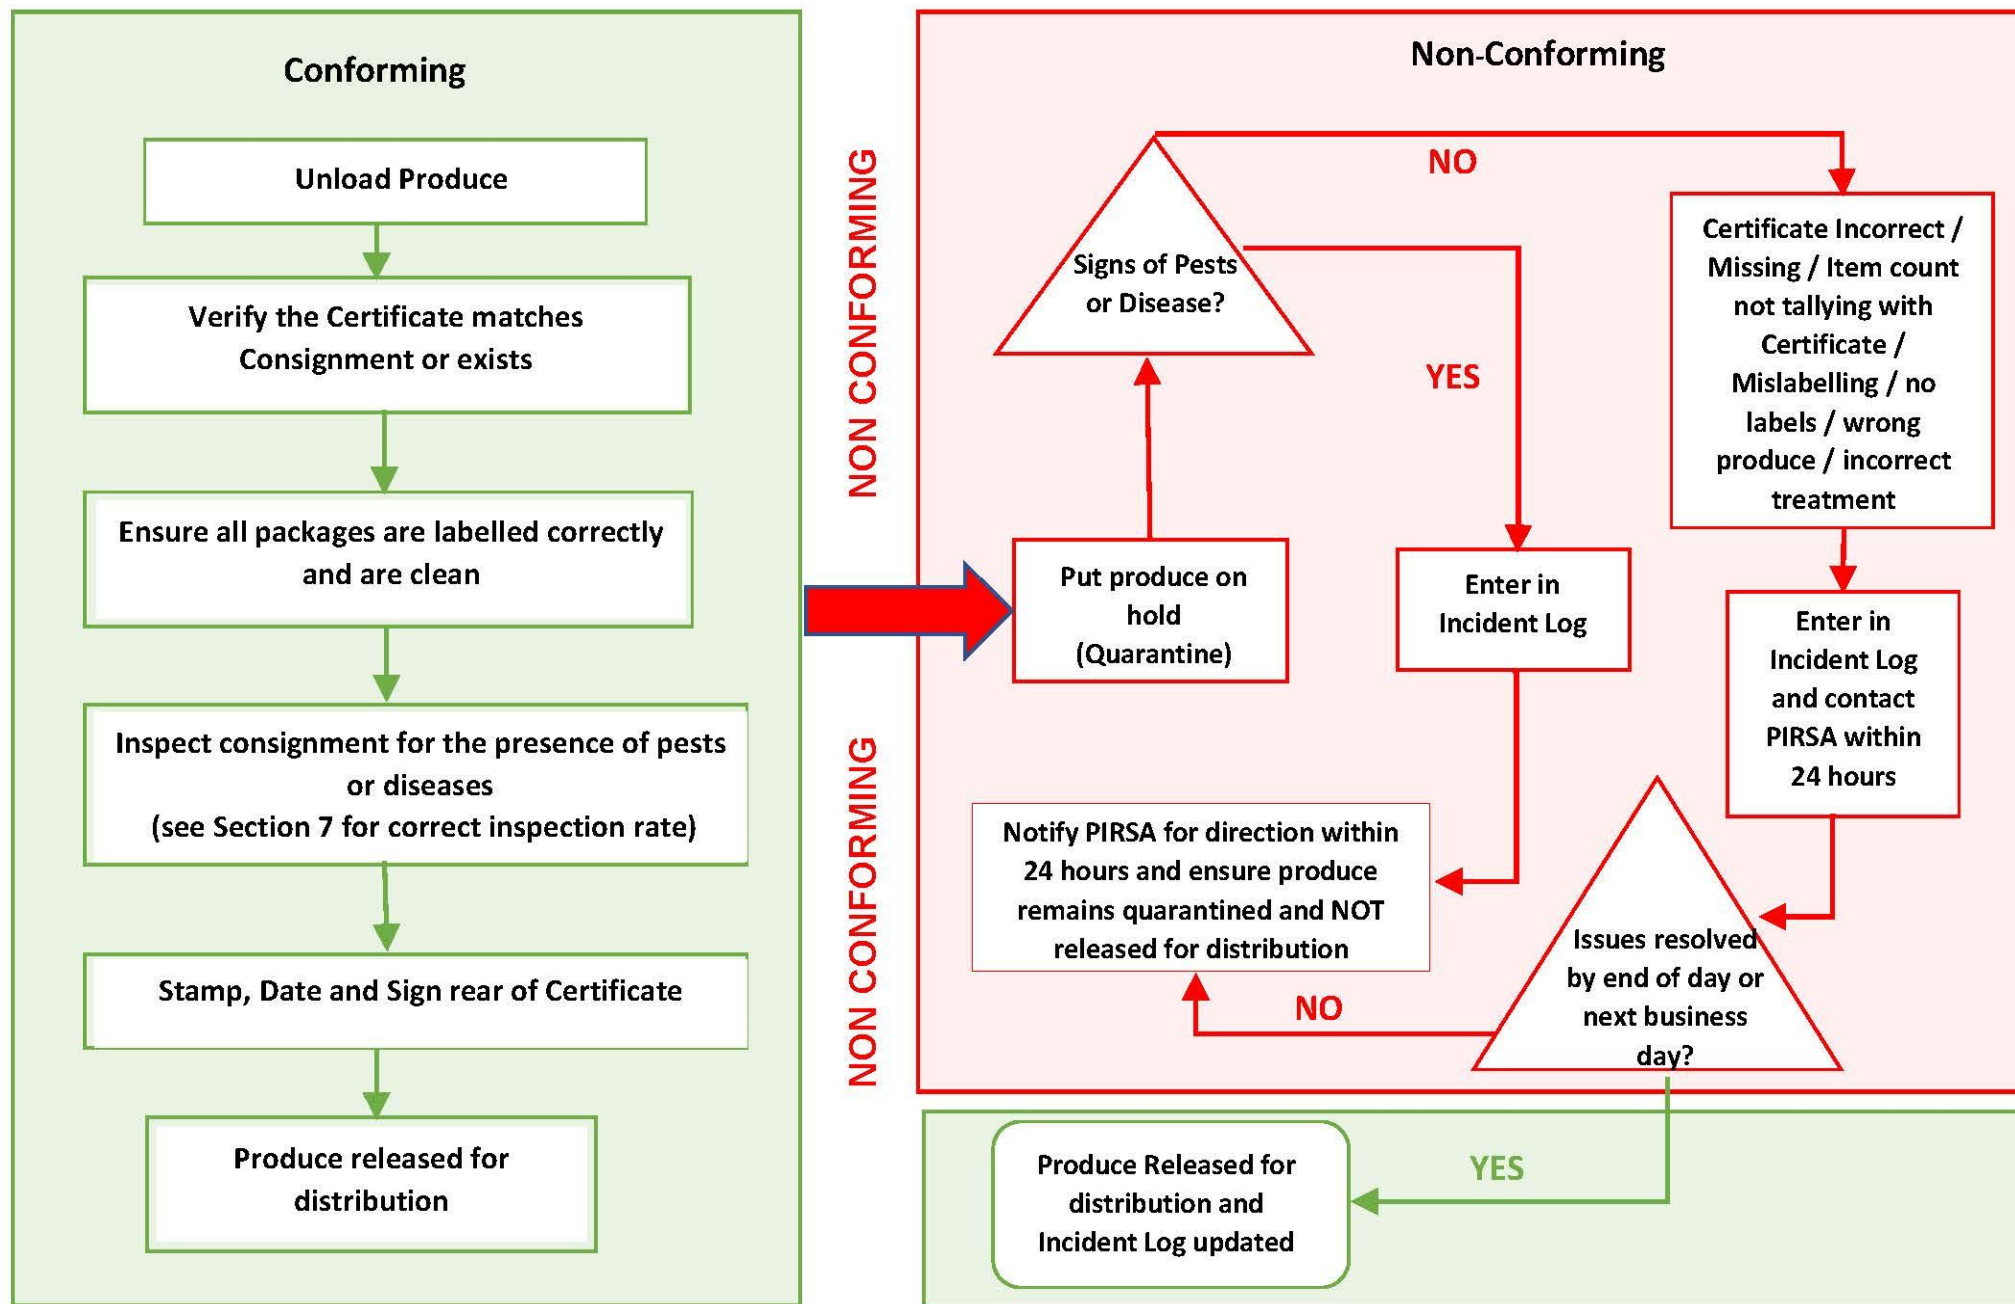 Conforming
Unload Produce
Verify the Certificate matches
Consignment or exists
Ensure all packages are labelled correctly
and are clean
Inspect consignment for the presence of pests
or diseases
(see Section 7 for correct inspection rate)
Stamp, Date and Sign rear of Certificate
Produce released for
distribution
NON CONFORMING
NON CONFORMING
Non-Conforming
NO
Signs of Pests
or Disease?
YES
Certificate Incorrect /
Missing / Item count
not tallying with
Certificate /
Mislabelling / no
labels / wrong
produce / incorrect
treatment
Put produce on
hold
(Quarantine)
Enter in
Incident Log
Enter in
Incident Log
and contact
PIRSA within
24 hours
Notify PIRSA for direction within
24 hours and ensure produce
remains quarantined and NOT
released for distribution
Issues resolved
by end of day or
next business
day?
NO
YES
Produce Released for
distribution and
Incident Log updated